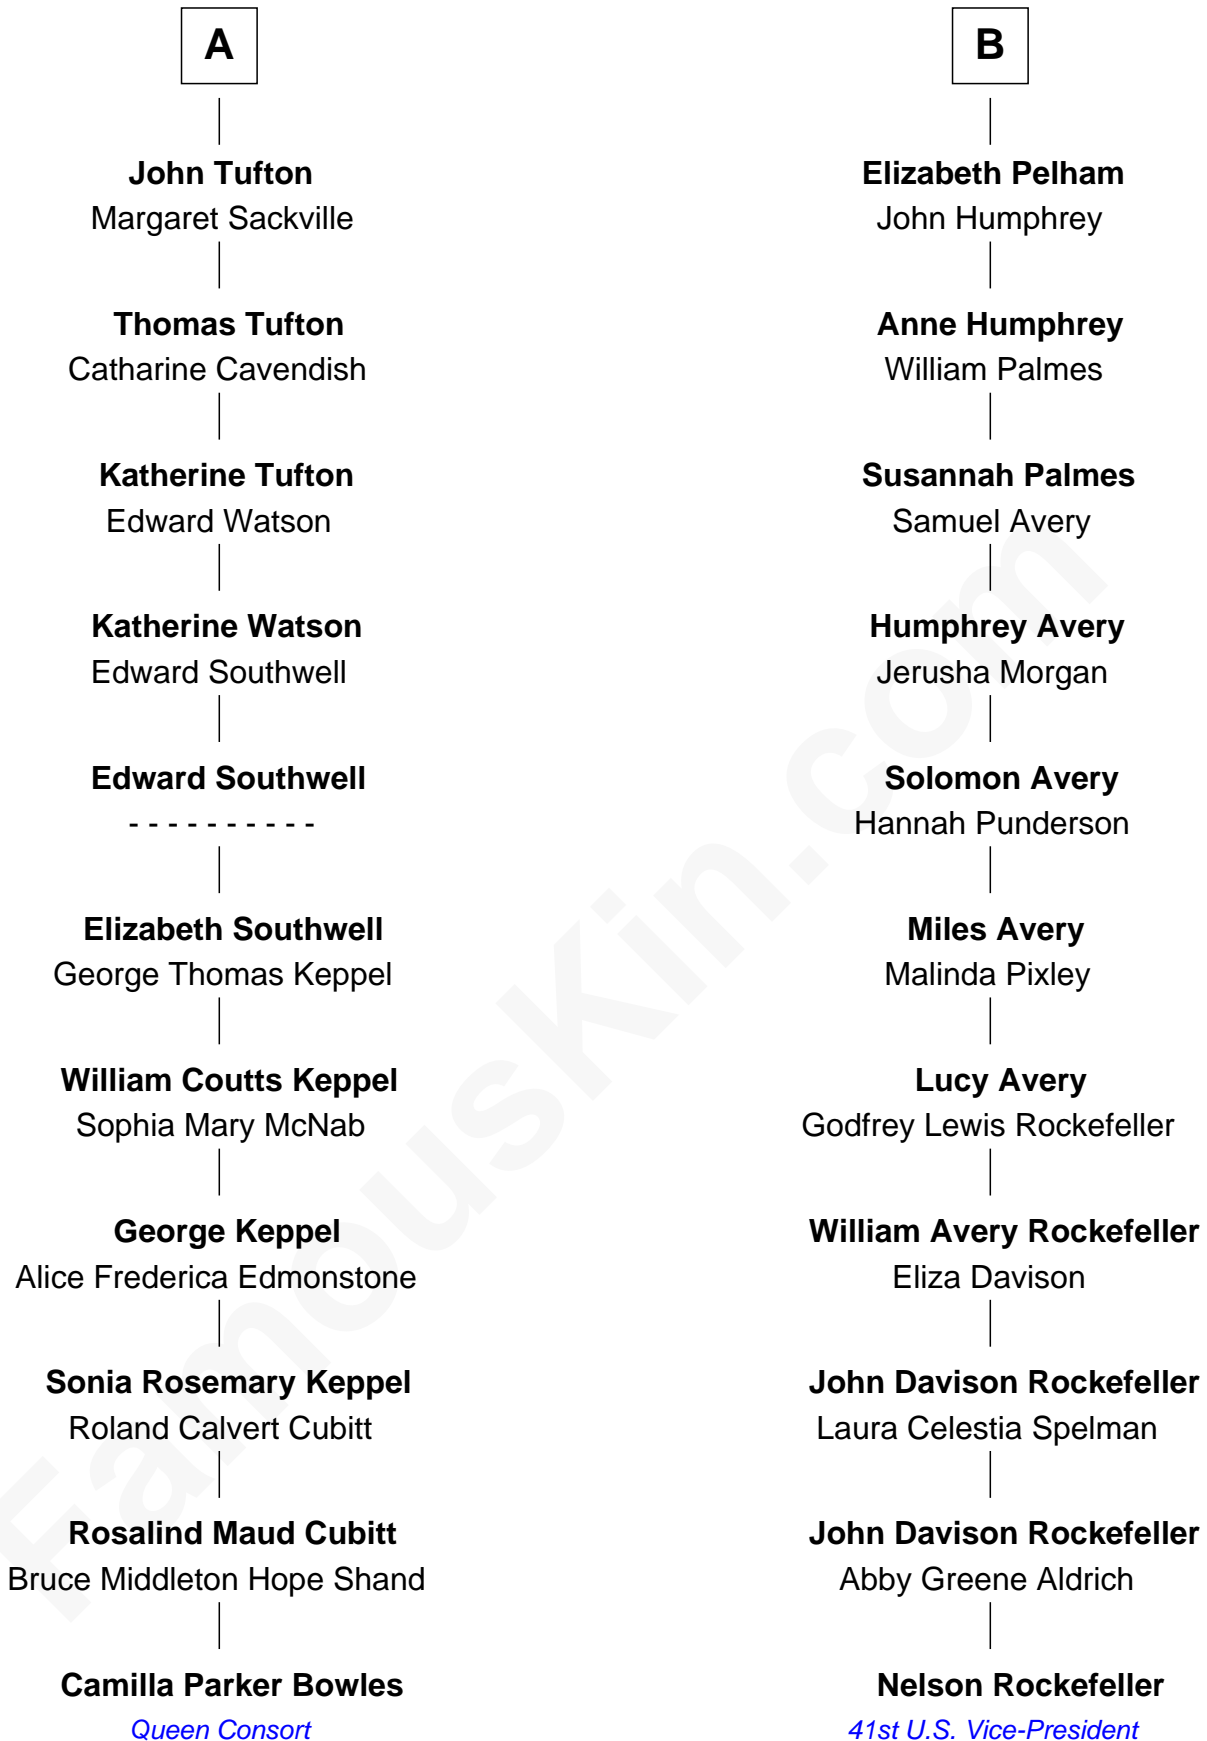 A
John Tufton
Margaret Sackville
Thomas Tufton
Catharine Cavendish
Katherine Tufton
Edward Watson
Katherine Watson
Edward Southwell
Edward Southwell
- - - - - - - - - -
Elizabeth Southwell
George Thomas Keppel
William Coutts Keppel
Sophia Mary McNab
George Keppel
Alice Frederica Edmonstone
Sonia Rosemary Keppel
Roland Calvert Cubitt
Rosalind Maud Cubitt
Bruce Middleton Hope Shand
Camilla Parker Bowles
Queen Consort
B
Elizabeth Pelham
John Humphrey
Anne Humphrey
William Palmes
Susannah Palmes
Samuel Avery
Humphrey Avery
Jerusha Morgan
Solomon Avery
Hannah Punderson
Miles Avery
Malinda Pixley
Lucy Avery
Godfrey Lewis Rockefeller
William Avery Rockefeller
Eliza Davison
John Davison Rockefeller
Laura Celestia Spelman
John Davison Rockefeller
Abby Greene Aldrich
Nelson Rockefeller
41st U.S. Vice-President
FamousKin.com